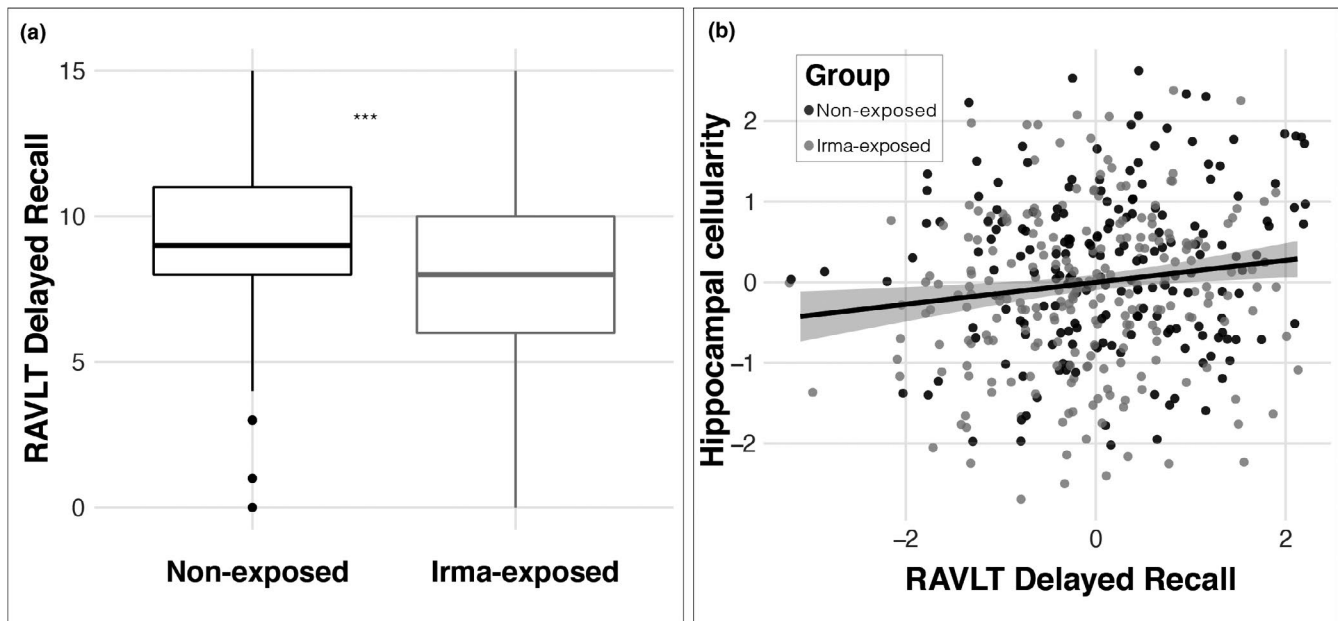 (a)
RAVLT Delayed Recall
15
10
5
0
***
Non-exposed
Irma-exposed
(b)
Hippocampal cellularity
2
1
0
−1
−2
Group
Non-exposed
Irma-exposed
−2
0
2
RAVLT Delayed Recall